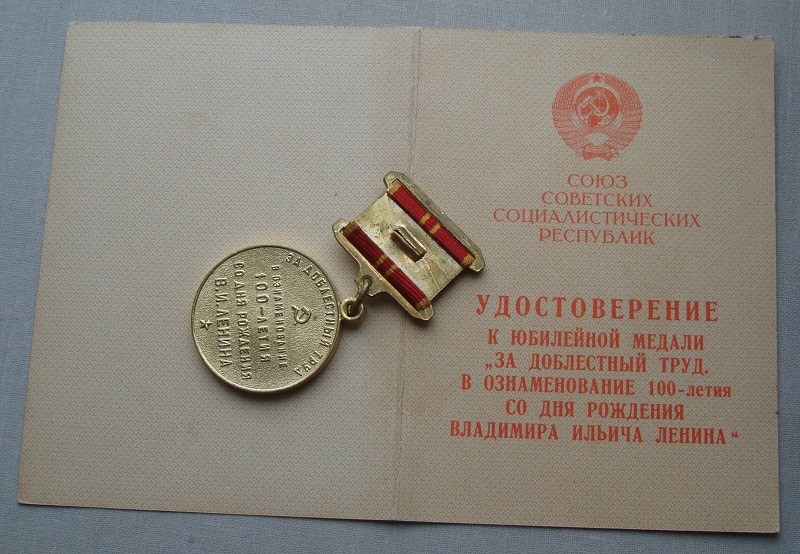 СОЮЗ
СОВЕТСКИХ
СОЦИАЛИСТИЧЕСКИХ
РЕСПУБЛИК
УДОСТОВЕРЕНИЕ
К ЮБИЛЕЙНОЙ МЕДАЛИ
„ЗА ДОБЛЕСТНЫЙ ТРУД.
В ОЗНАМЕНОВАНИЕ 100-летия
СО ДНЯ РОЖДЕНИЯ
ВЛАДИМИРА ИЛЬИЧА ЛЕНИНА“
ЗА ДОБЛЕСТНЫЙ ТРУД
В ОЗНАМЕНОВАНИЕ
100-ЛЕТИЯ
СО ДНЯ РОЖДЕНИЯ
В.И.ЛЕНИНА